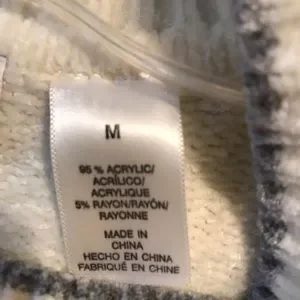 M
95 % ACRYLIC/
ACRÍLICO/
ACRYLIQUE
5% RAYON/RAYÓN/
RAYONNE
MADE IN
CHINA
HECHO EN CHINA
FABRIQUÉ EN CHINE